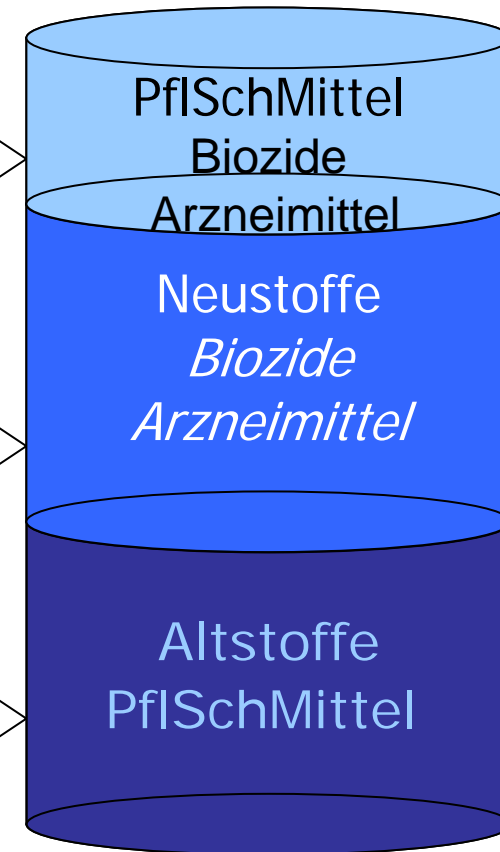 PflSchMittel
Biozide
Arzneimittel
Neustoffe
Biozide
Arzneimittel
Altstoffe
PflSchMittel